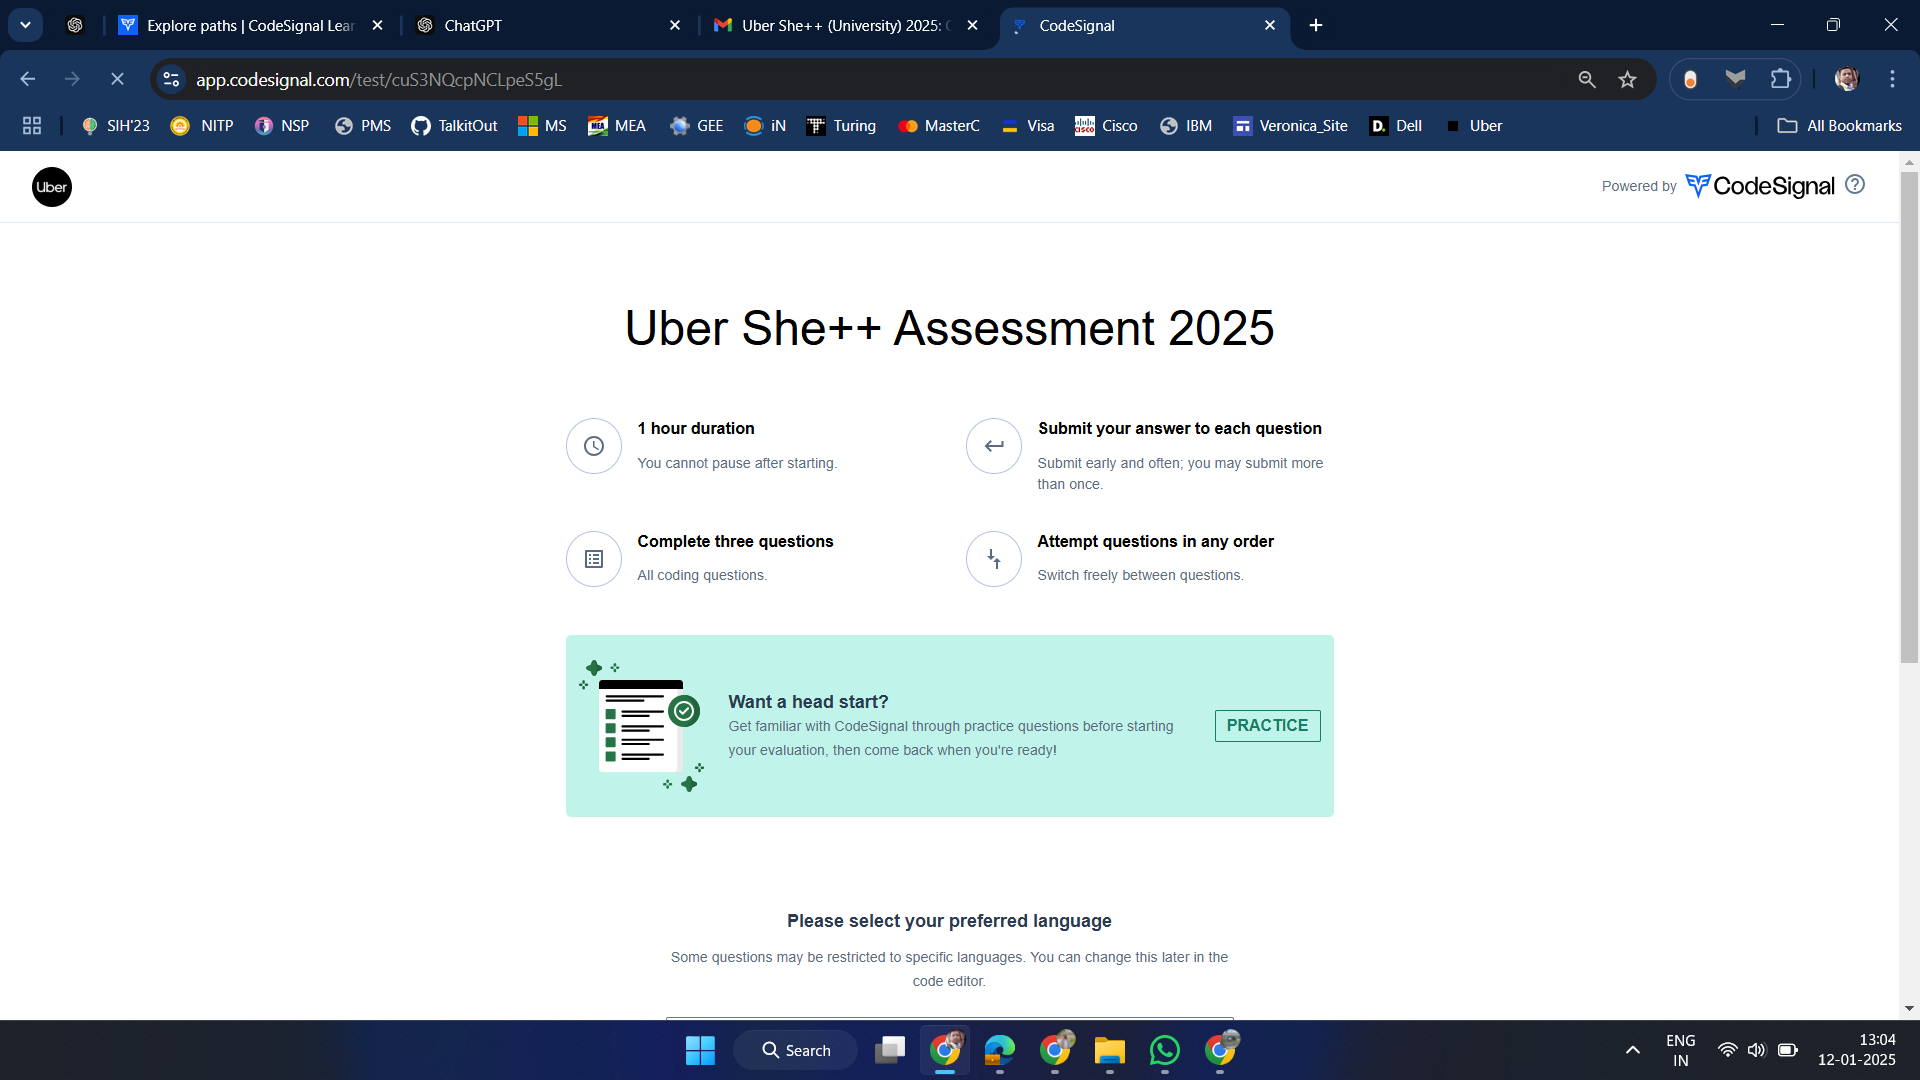 Explore paths | CodeSignal Lear
ChatGPT
Uber She++ (University) 2025:
CodeSignal
app.codesignal.com/test/cuS3NQcpNCLpeS5gL
SIH'23 NITP NSP PMS TalkitOut MS MEA GEE iN Turing MasterC Visa Cisco IBM Veronica_Site Dell Uber All Bookmarks
Uber
Powered by CodeSignal
Uber She++ Assessment 2025
1 hour duration
You cannot pause after starting.
Submit your answer to each question
Submit early and often; you may submit more
than once.
Complete three questions
All coding questions.
Attempt questions in any order
Switch freely between questions.
Want a head start?
Get familiar with CodeSignal through practice questions before starting
your evaluation, then come back when you're ready!
PRACTICE
Please select your preferred language
Some questions may be restricted to specific languages. You can change this later in the
code editor.
Search
ENG
IN
13:04
12-01-2025